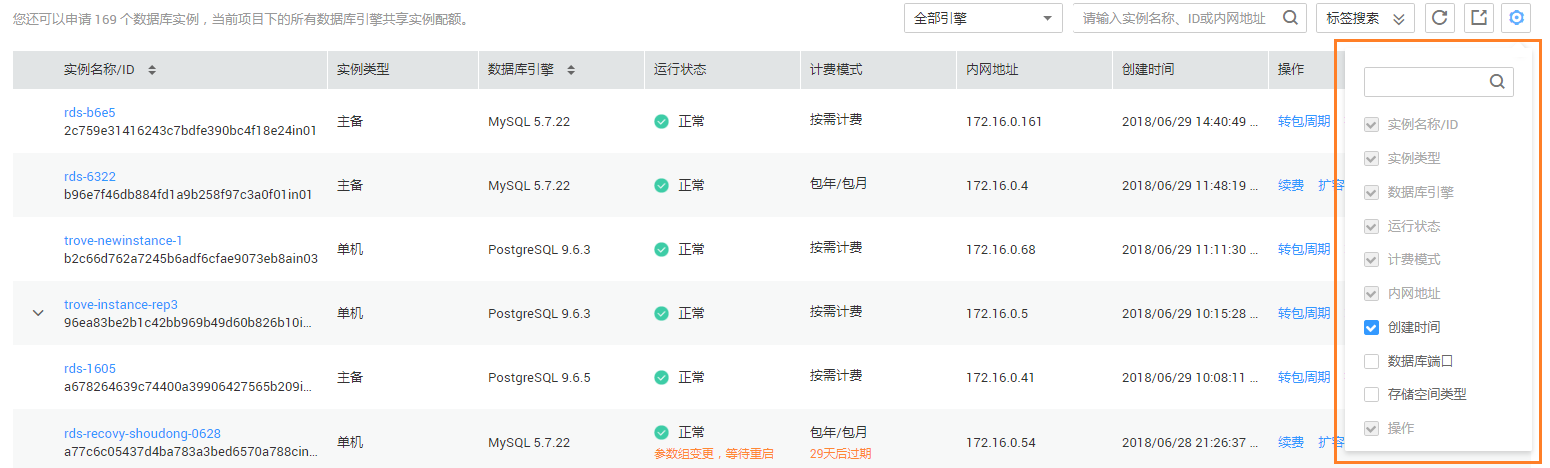 您还可以申请 169 个数据库实例，当前项目下的所有数据库引擎共享实例配额。
全部引擎 请输入实例名称、ID或内网地址 标签搜索
实例名称/ID 实例类型 数据库引擎 运行状态 计费模式 内网地址 创建时间 操作
rds-b6e5
2c759e31416243c7bdfe390bc4f18e24in01 主备 MySQL 5.7.22 正常 按需计费 172.16.0.161 2018/06/29 14:40:49 ... 转包周期
rds-6322
b96e7f46db884fd1a9b258f97c3a0f01in01 主备 MySQL 5.7.22 正常 包年/包月 172.16.0.4 2018/06/29 11:48:19 ... 续费 扩容
trove-newinstance-1
b2c66d762a7245b6adf6cfae9073eb8ain03 单机 PostgreSQL 9.6.3 正常 按需计费 172.16.0.68 2018/06/29 11:11:30 ... 转包周期
trove-instance-rep3
96ea83be2b1c42bb969b49d60b826b10i... 单机 PostgreSQL 9.6.3 正常 按需计费 172.16.0.5 2018/06/29 10:15:28 ... 转包周期
rds-1605
a678264639c74400a39906427565b209i... 主备 PostgreSQL 9.6.5 正常 按需计费 172.16.0.41 2018/06/29 10:08:11 ... 转包周期
rds-recovy-shoudong-0628
a77c6c05437d4ba783a3bed6570a788cin... 单机 MySQL 5.7.22 正常 包年/包月 172.16.0.54 2018/06/28 21:26:37 ... 续费 扩容
参数组变更，等待重启 29天后过期
实例名称/ID
实例类型
数据库引擎
运行状态
计费模式
内网地址
创建时间
数据库端口
存储空间类型
操作